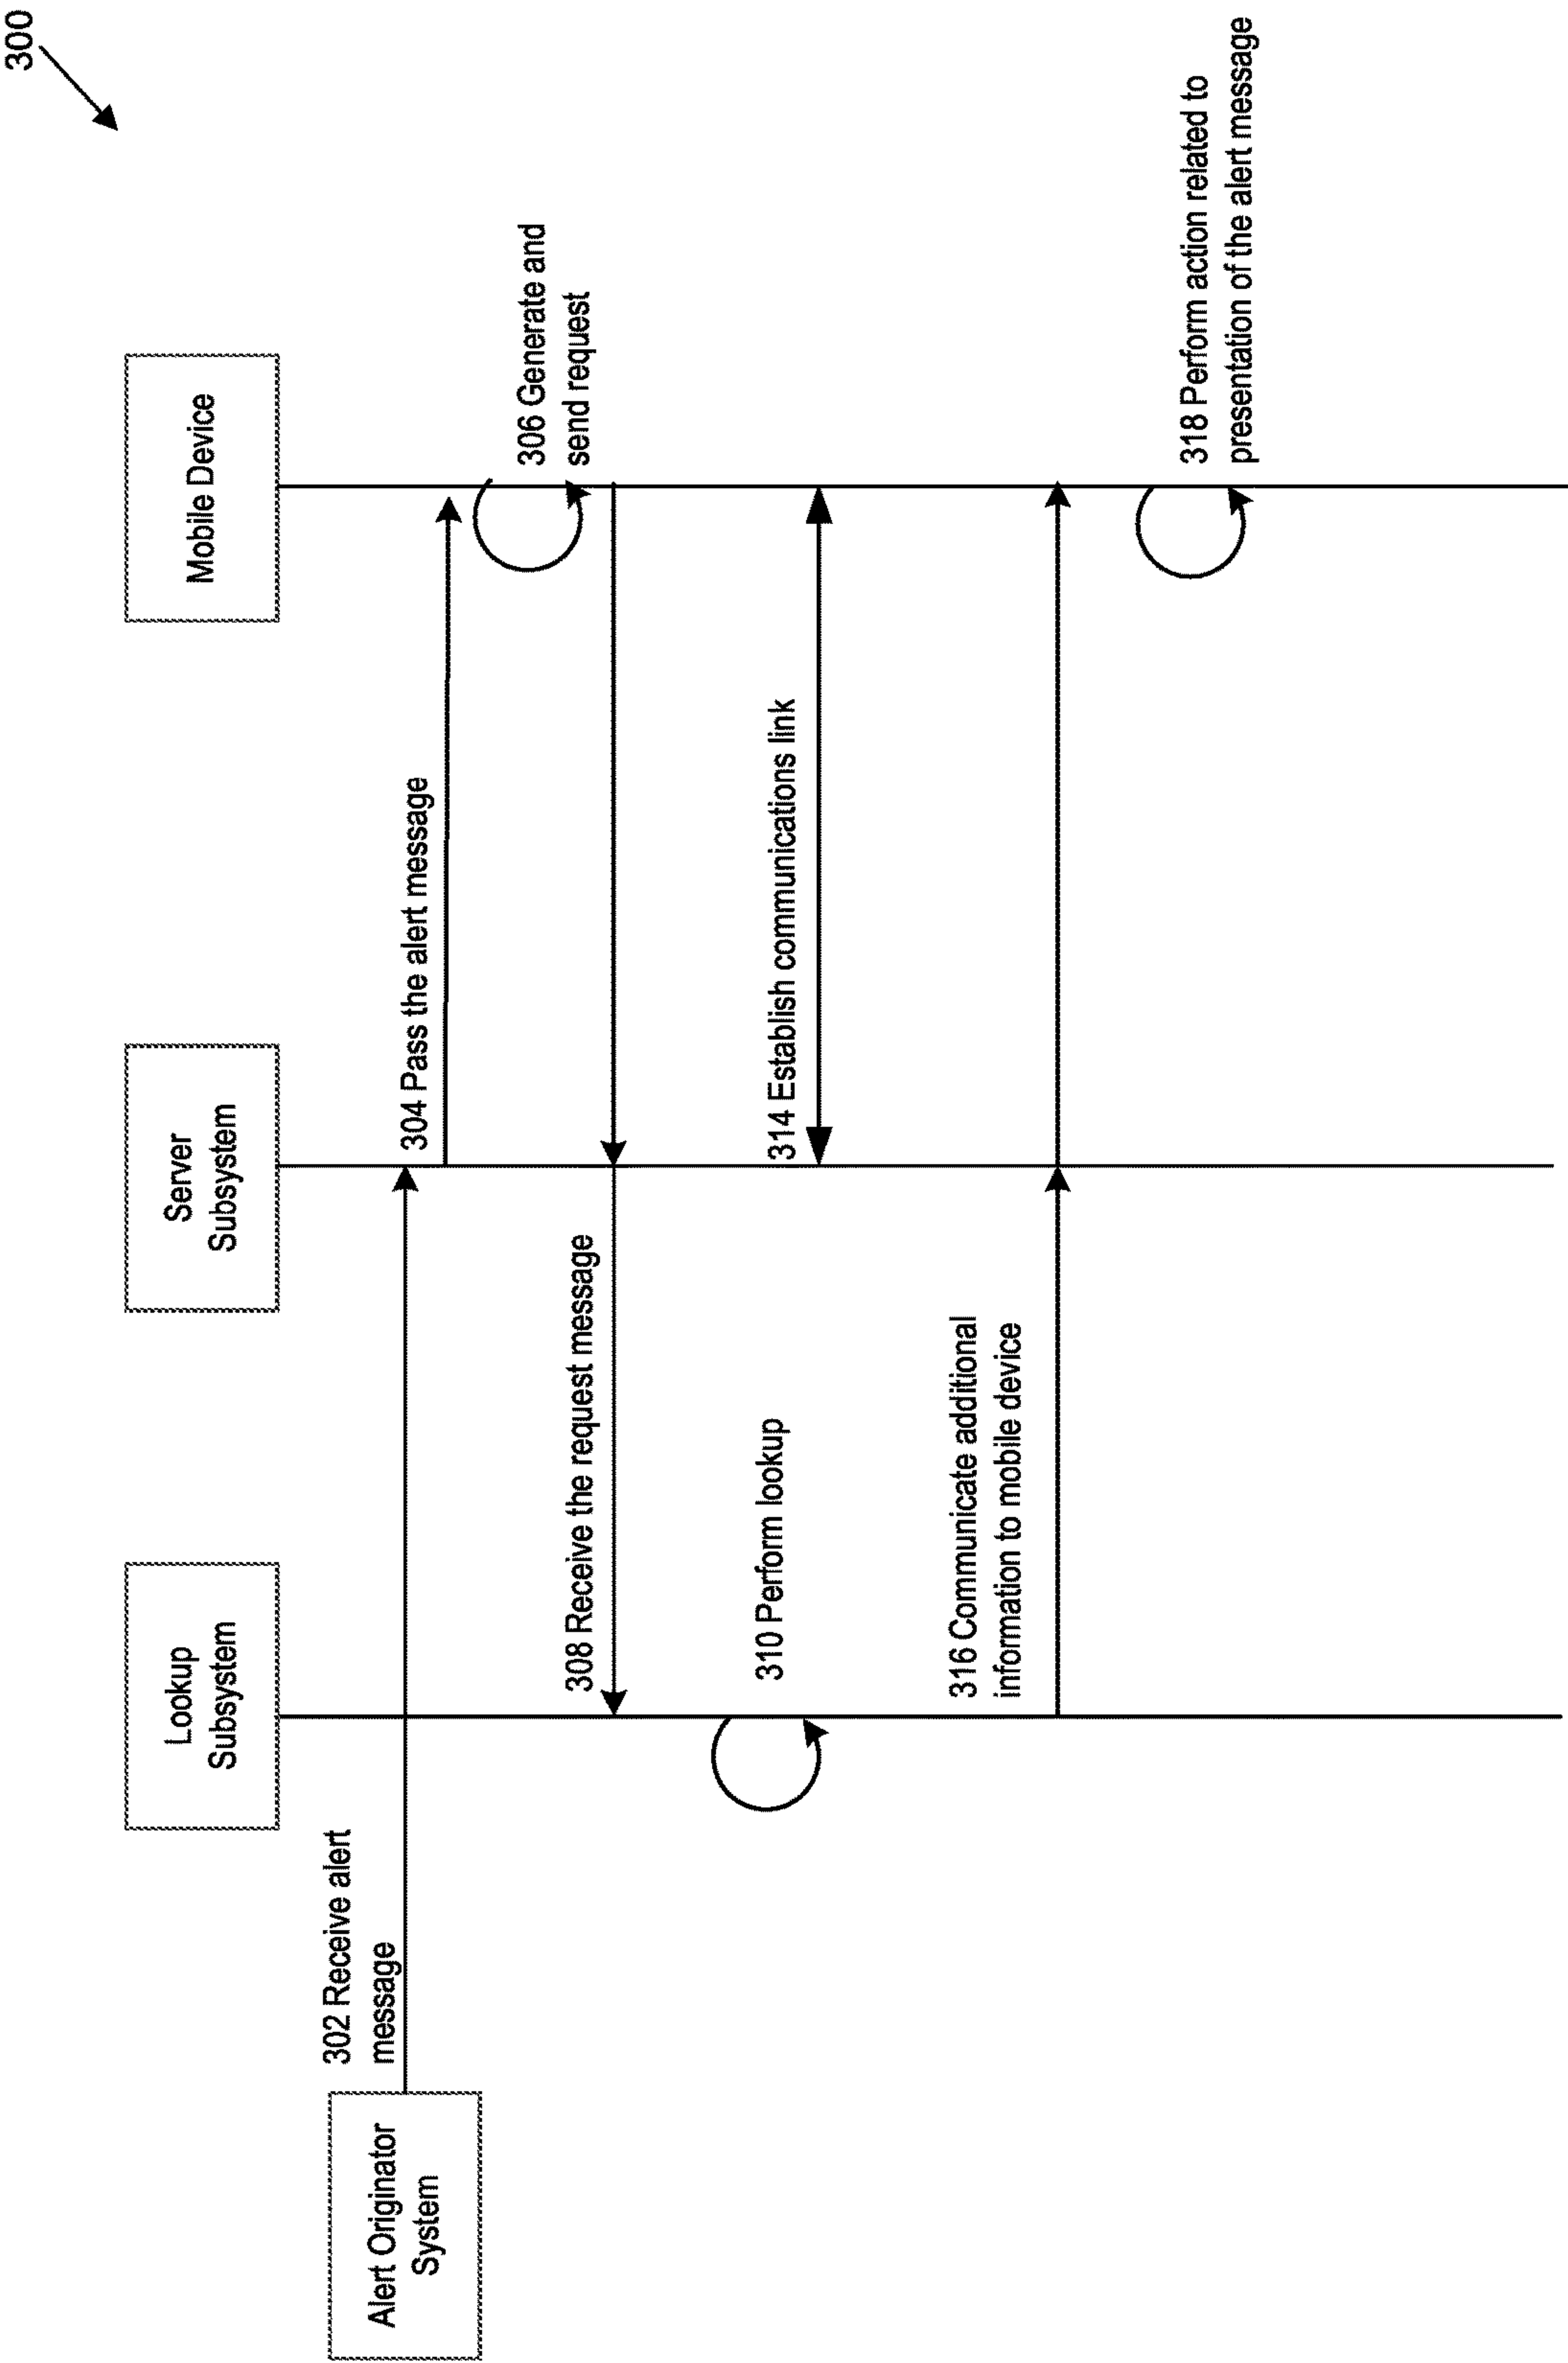 300
Mobile Device
Server
Subsystem
Lookup
Subsystem
Alert Originator
System
302 Receive alert
message
304 Pass the alert message
306 Generate and
send request
308 Receive the request message
310 Perform lookup
314 Establish communications link
316 Communicate additional
information to mobile device
318 Perform action related to
presentation of the alert message